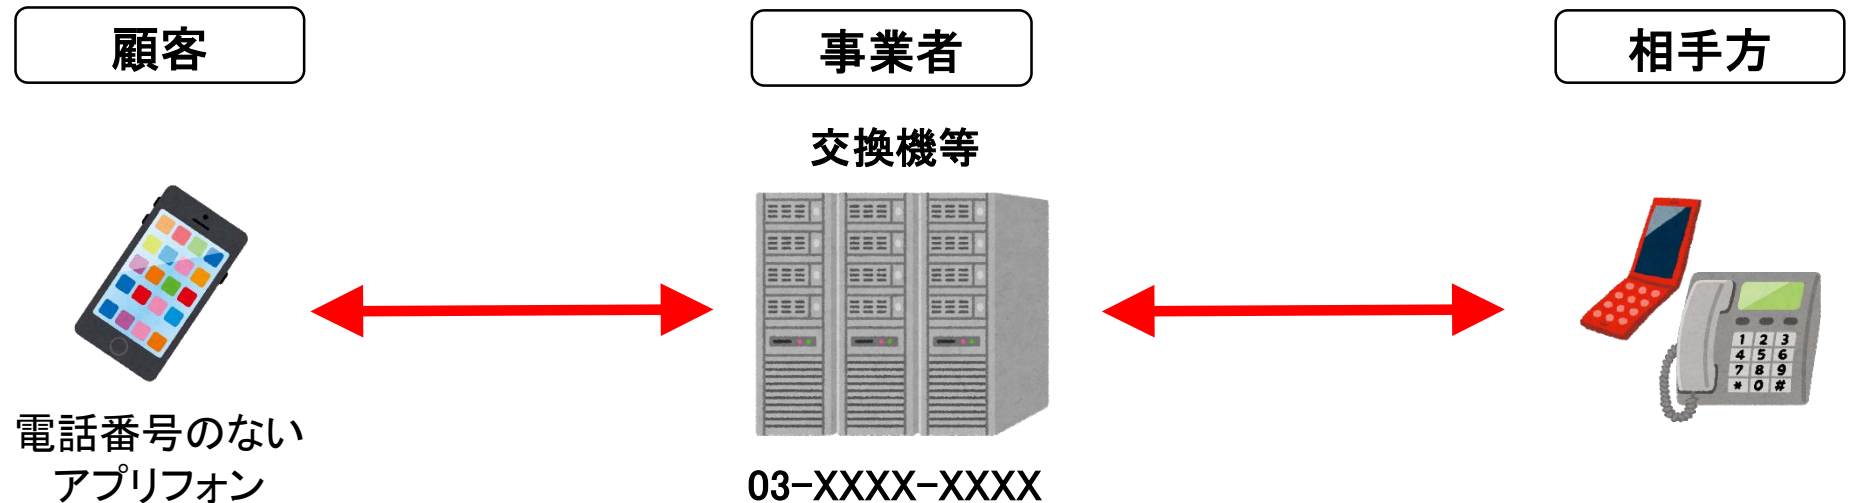 顧客
事業者
相手方
交換機等
1 2 3
4 5 6
7 8 9
* 0 #
電話番号のない
アプリフォン
03-XXXX-XXXX